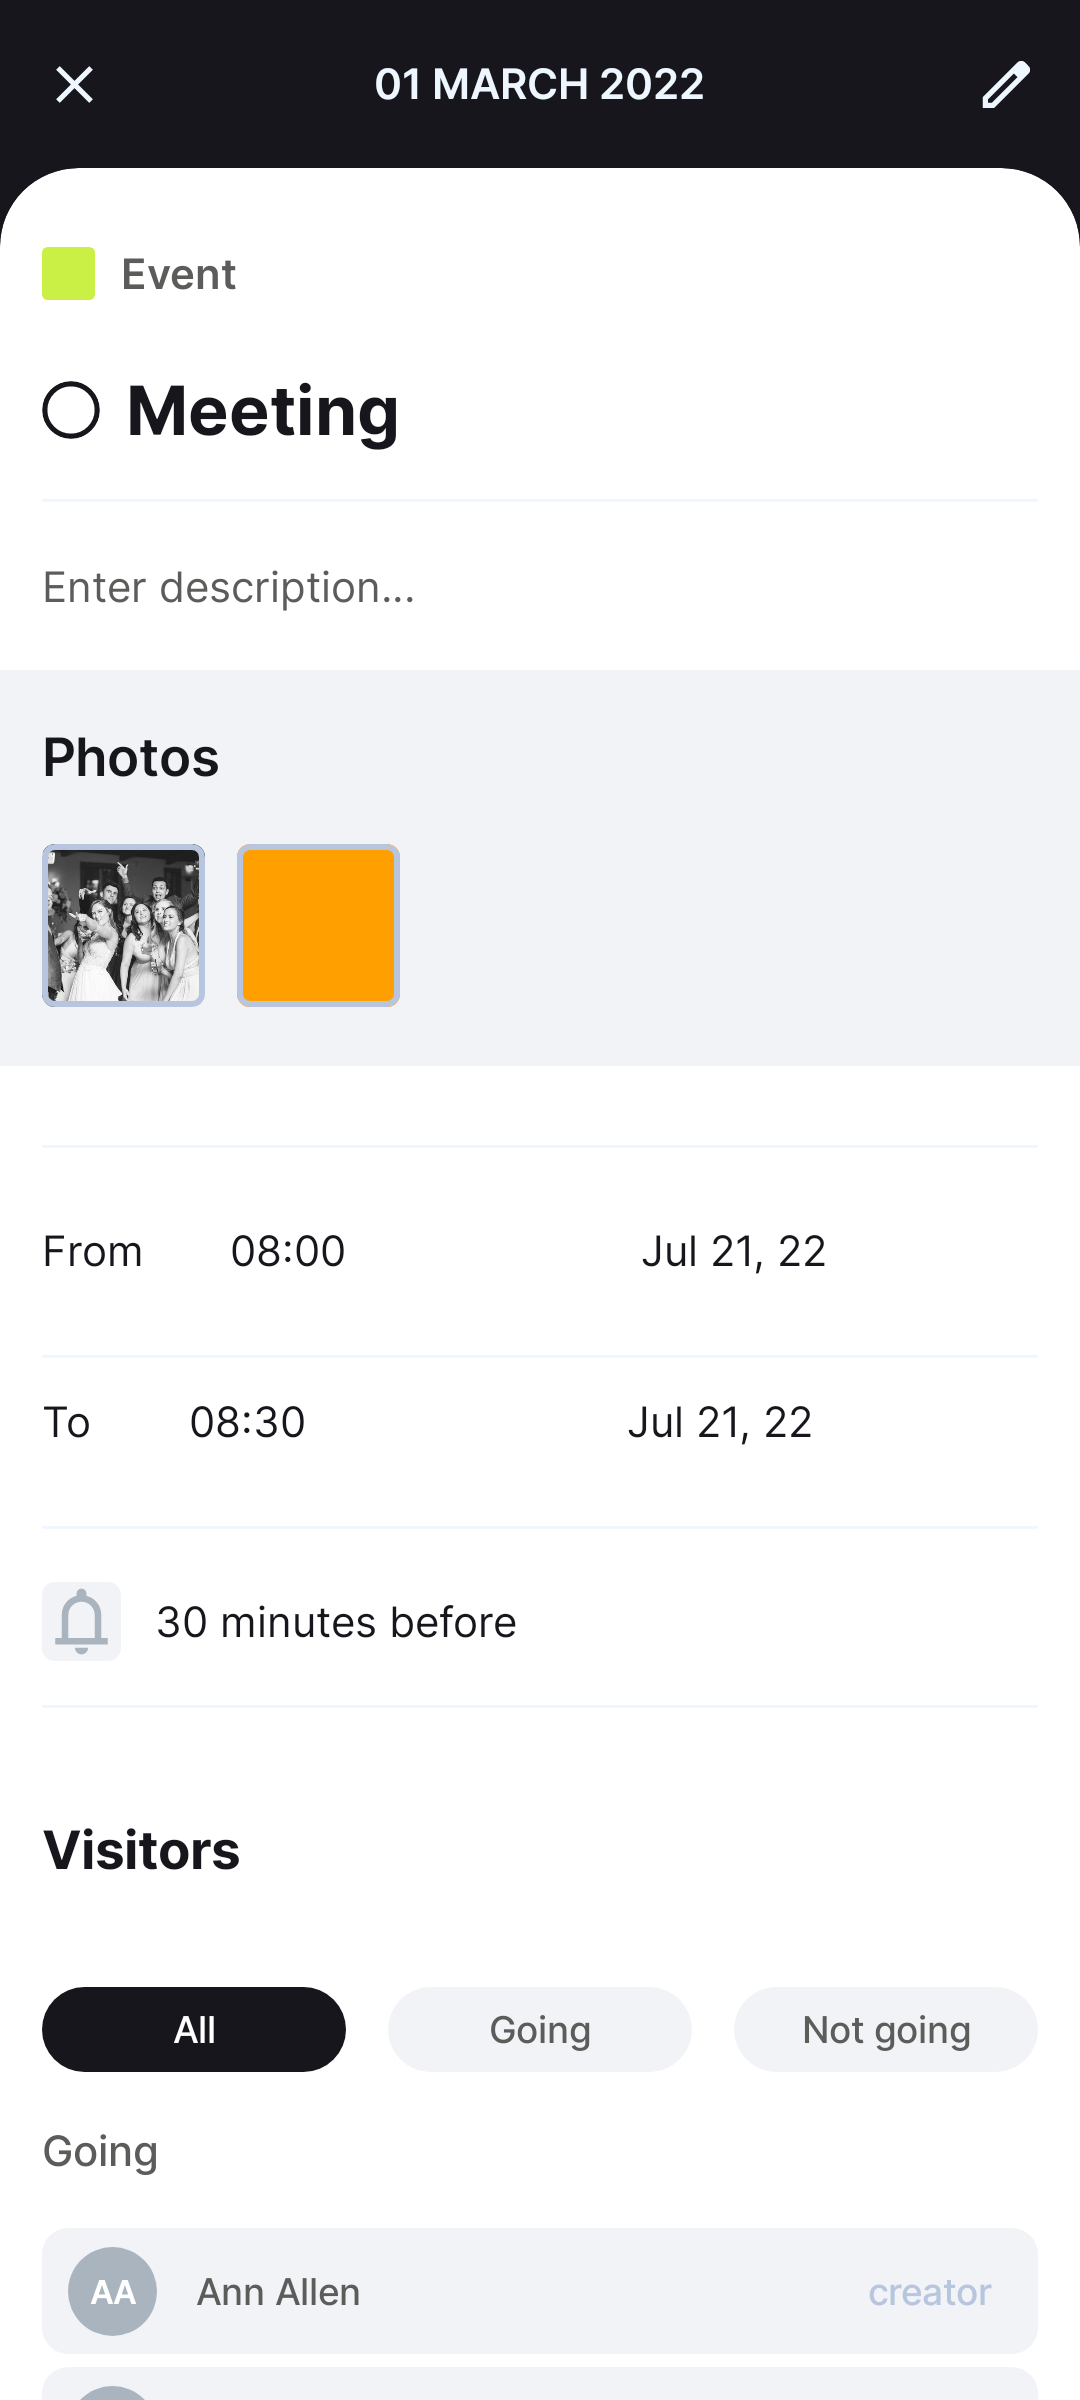 01 MARCH 2022
Event
Meeting
Enter description...
Photos
From 08:00 Jul 21, 22
To 08:30 Jul 21, 22
30 minutes before
Visitors
All Going Not going
Going
AA Ann Allen creator